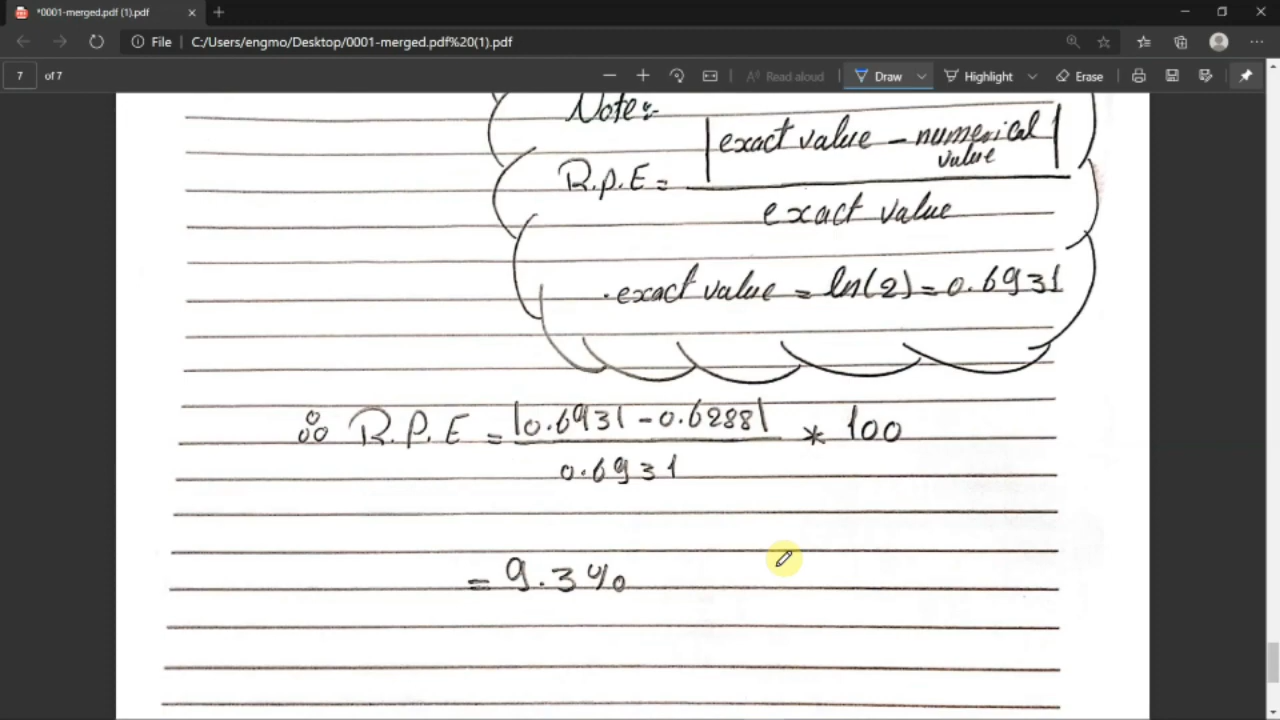 *0001-merged.pdf (1).pdf
File C:/Users/engmo/Desktop/0001-merged.pdf%20(1).pdf
7 of 7 Read aloud Draw Highlight Erase
Note:-
|exact value - numerical value|
R.P.E =
exact value
. exact value = ln(2) = 0.6931
∴ R.P.E = |0.6931 - 0.6288| * 100
0.6931
= 9.3%